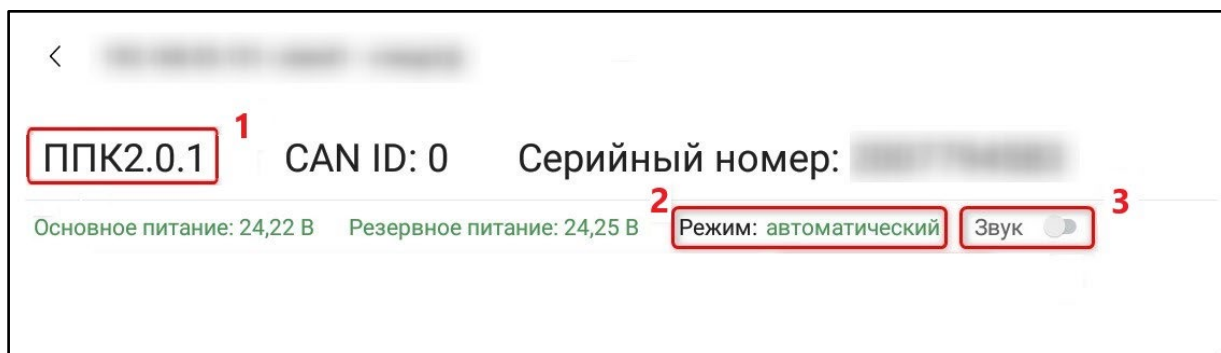 1
ППК2.0.1 CAN ID: 0 Серийный номер:
2 3
Основное питание: 24,22 В Резервное питание: 24,25 В Режим: автоматический Звук